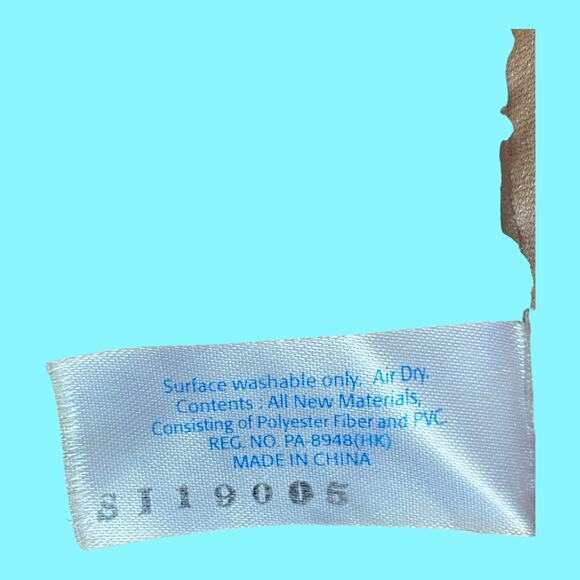 Surface washable only. Air Dry.
Contents : All New Materials,
Consisting of Polyester Fiber and PVC.
REG. NO. PA-8948(HK)
MADE IN CHINA